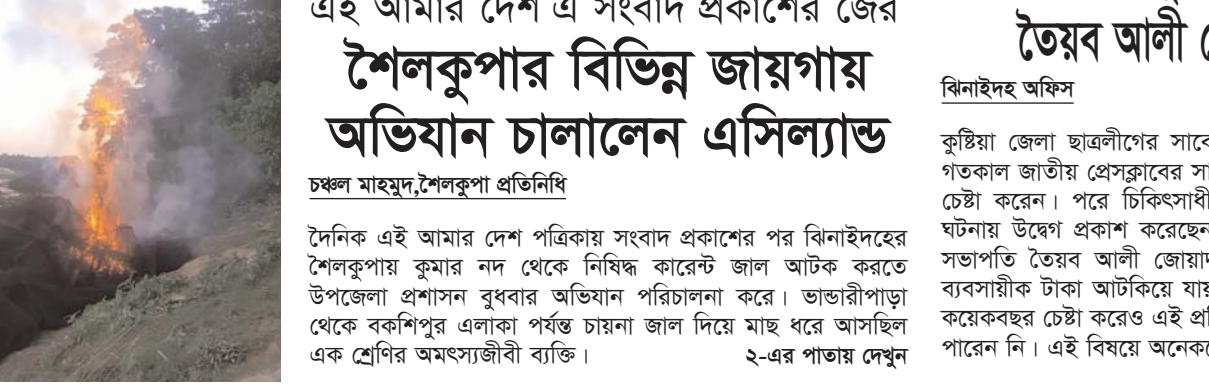 এই আমার দেশ এ সংবাদ প্রকাশের জের
শৈলকুপার বিভিন্ন জায়গায়
অভিযান চালালেন এসিল্যান্ড
চঞ্চল মাহমুদ,শৈলকুপা প্রতিনিধি
দৈনিক এই আমার দেশ পত্রিকায় সংবাদ প্রকাশের পর ঝিনাইদহের
শৈলকুপায় কুমার নদ থেকে নিষিদ্ধ কারেন্ট জাল আটক করতে
উপজেলা প্রশাসন বুধবার অভিযান পরিচালনা করে। ভান্ডারীপাড়া
থেকে বকশিপুর এলাকা পর্যন্ত চায়না জাল দিয়ে মাছ ধরে আসছিল
এক শ্রেণির অমৎস্যজীবী ব্যক্তি। ২-এর পাতায় দেখুন
তৈয়ব আলী
ঝিনাইদহ অফিস
কুষ্টিয়া জেলা ছাত্রলীগের
গতকাল জাতীয় প্রেসক্লাবের
চেষ্টা করেন। পরে
ঘটনায় উদ্বেগ প্রকাশ করেছেন
সভাপতি তৈয়ব আলী
ব্যবসায়ীক টাকা আটকিয়ে
কয়েকবছর চেষ্টা করেও এই
পারেন নি। এই বিষয়ে